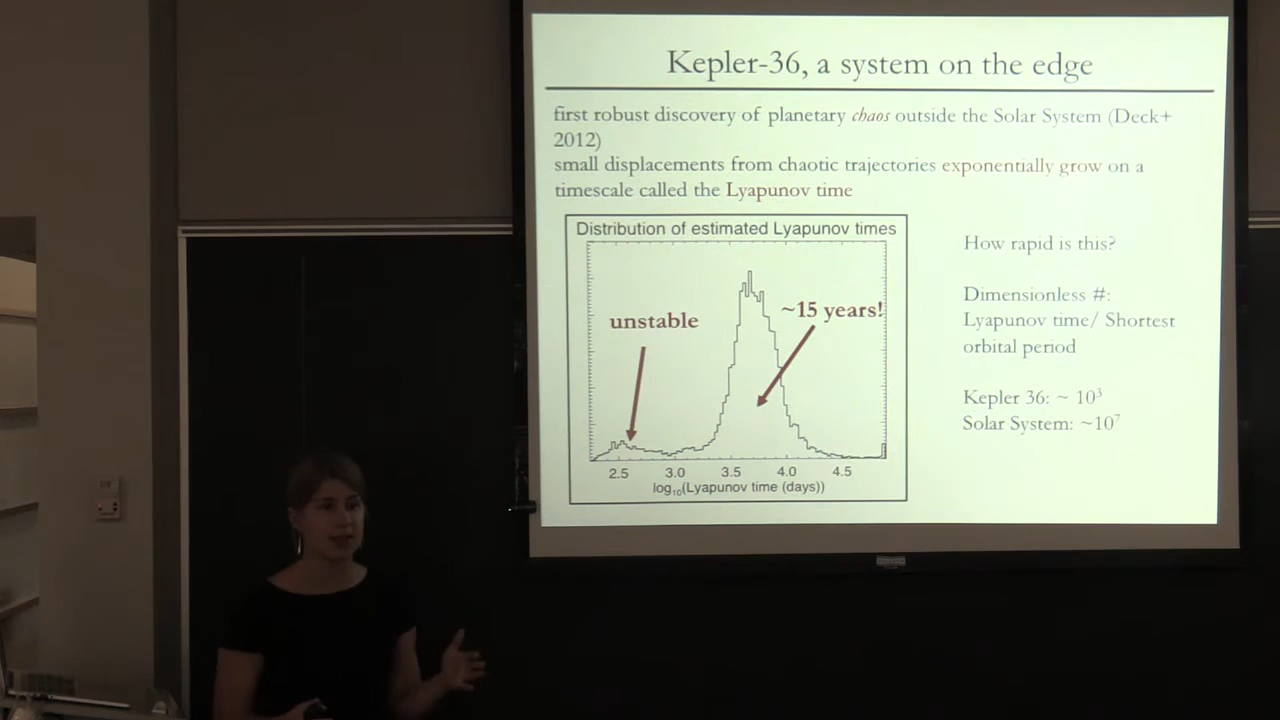 Kepler-36, a system on the edge
first robust discovery of planetary chaos outside the Solar System (Deck+
2012)
small displacements from chaotic trajectories exponentially grow on a
timescale called the Lyapunov time
Distribution of estimated Lyapunov times
unstable
~15 years!
2.5 3.0 3.5 4.0 4.5
log₁₀(Lyapunov time (days))
How rapid is this?
Dimensionless #:
Lyapunov time/ Shortest
orbital period
Kepler 36: ~ 10³
Solar System: ~10⁷